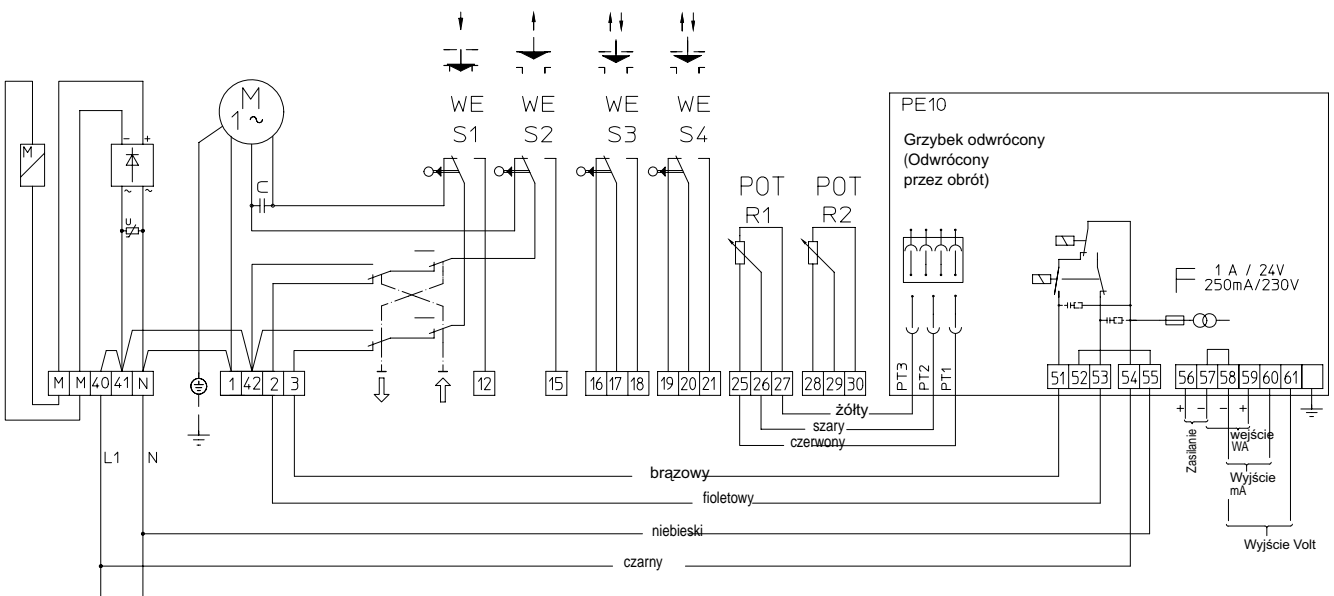 WE WE WE WE
S1 S2 S3 S4
PE10
Grzybek odwrócony
(Odwrócony
przez obrót)
M
1 ~
M
- +
~ ~
U
C
POT POT
R1 R2
F 1 A / 24V
250mA/230V
PT3 PT2 PT1
M M 40 41 N
1 42 2 3
12
15
16 17 18
19 20 21
25 26 27
28 29 30
51 52 53 54 55
56 57 58 59 60 61
+ - - +
żółty
szary
czerwony
Zasilanie
wejście
WA
Wyjście
mA
Wyjście Volt
L1 N
brązowy
fioletowy
niebieski
czarny